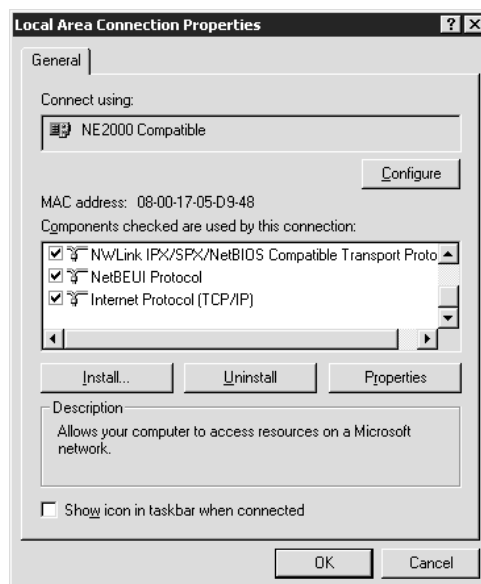 Local Area Connection Properties
General
Connect using:
NE2000 Compatible
Configure
MAC address: 08-00-17-05-D9-48
Components checked are used by this connection:
NWLink IPX/SPX/NetBIOS Compatible Transport Proto
NetBEUI Protocol
Internet Protocol (TCP/IP)
Install... Uninstall Properties
Description
Allows your computer to access resources on a Microsoft
network.
Show icon in taskbar when connected
OK Cancel